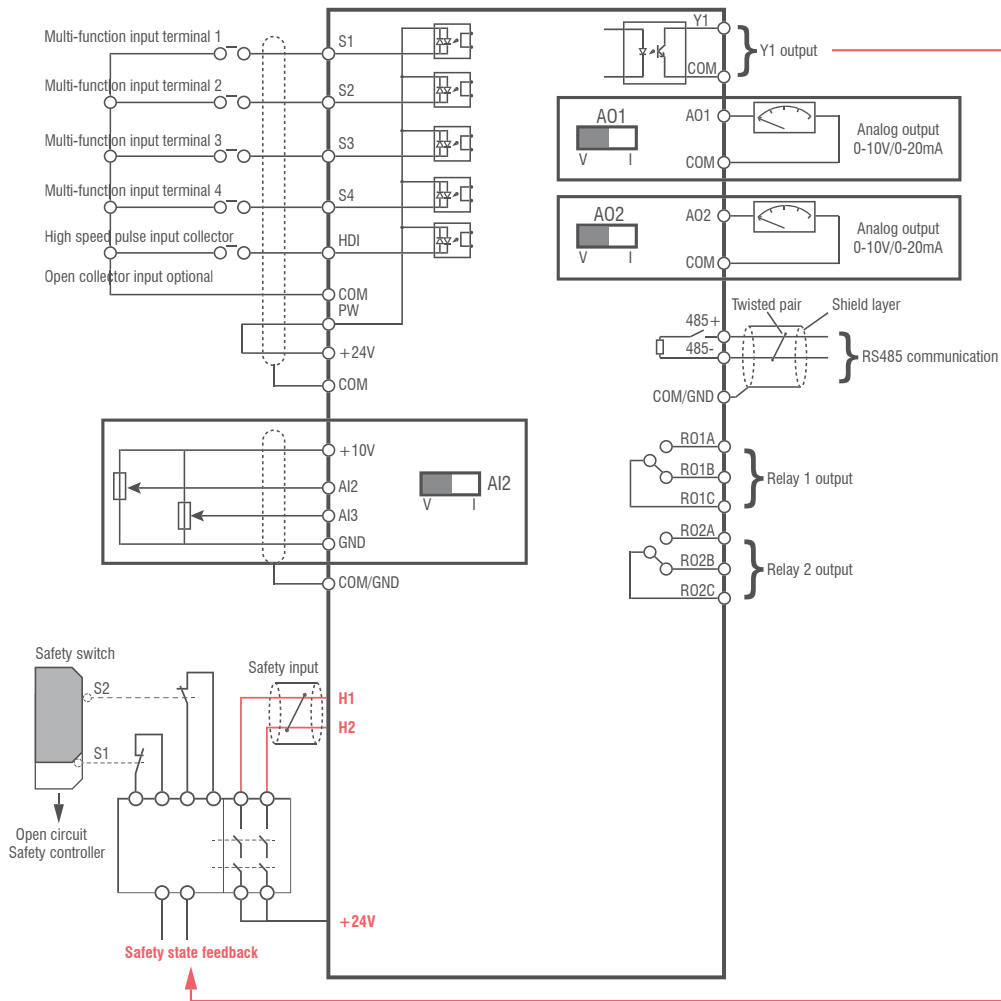 Multi-function input terminal 1
S1
Multi-function input terminal 2
S2
Multi-function input terminal 3
S3
Multi-function input terminal 4
S4
High speed pulse input collector
HDI
Open collector input optional
COM
PW
+24V
COM
+10V
AI2
AI3
GND
AI2
V I
COM/GND
Y1
COM
Y1 output
AO1
V I
AO1
COM
Analog output
0-10V/0-20mA
AO2
V I
AO2
COM
Analog output
0-10V/0-20mA
Twisted pair
Shield layer
485+
485-
RS485 communication
COM/GND
RO1A
RO1B
RO1C
Relay 1 output
RO2A
RO2B
RO2C
Relay 2 output
Safety switch
S2
S1
Safety input
H1
H2
Open circuit
Safety controller
+24V
Safety state feedback